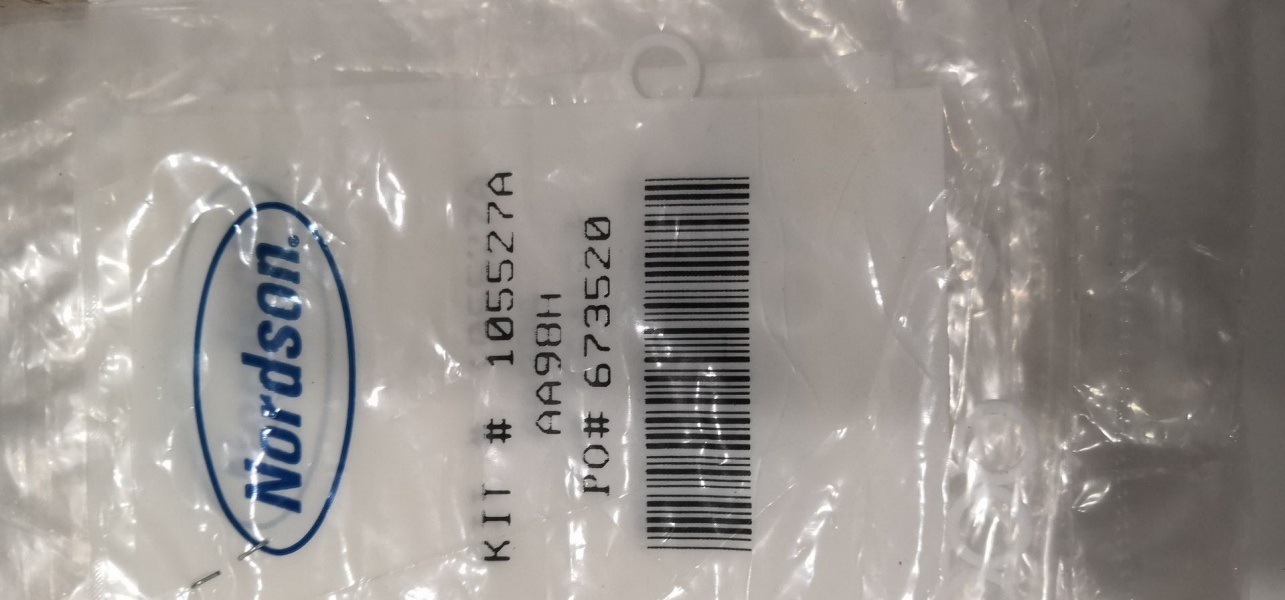 Nordson®
KIT # 105527A
AA98H
PO# 673520